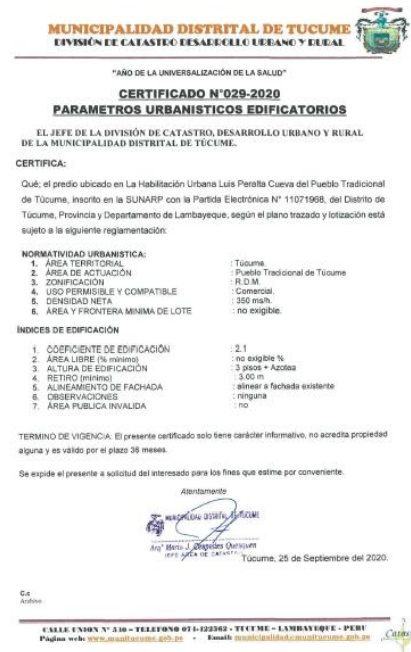 MUNICIPALIDAD DISTRITAL DE TUCUME
DIVISIÓN DE CATASTRO DESARROLLO URBANO Y RURAL
"AÑO DE LA UNIVERSALIZACIÓN DE LA SALUD"
CERTIFICADO N°029-2020
PARAMETROS URBANISTICOS EDIFICATORIOS
EL JEFE DE LA DIVISIÓN DE CATASTRO, DESARROLLO URBANO Y RURAL
DE LA MUNICIPALIDAD DISTRITAL DE TÚCUME.
CERTIFICA:
Qué; el predio ubicado en La Habilitación Urbana Luis Peralta Cueva del Pueblo Tradicional
de Túcume, inscrito en la SUNARP con la Partida Electrónica N° 11071968, del Distrito de
Túcume, Provincia y Departamento de Lambayeque, según el plano trazado y lotización está
sujeto a la siguiente reglamentación:
NORMATIVIDAD URBANISTICA:
1. ÁREA TERRITORIAL : Túcume.
2. ÁREA DE ACTUACIÓN : Pueblo Tradicional de Túcume
3. ZONIFICACIÓN : R.D.M.
4. USO PERMISIBLE Y COMPATIBLE : Comercial.
5. DENSIDAD NETA : 350 ms/h.
6. ÁREA Y FRONTERA MINIMA DE LOTE : no exigible.
ÍNDICES DE EDIFICACIÓN
1. COEFICIENTE DE EDIFICACIÓN : 2.1
2. ÁREA LIBRE (% mínimo) : no exigible %
3. ALTURA DE EDIFICACIÓN : 3 pisos + Azotea
4. RETIRO (mínimo) : 3.00 m
5. ALINEAMIENTO DE FACHADA : alinear a fachada existente
6. OBSERVACIONES : ninguna
7. ÁREA PUBLICA INVALIDA : no
TERMINO DE VIGENCIA: El presente certificado solo tiene carácter informativo, no acredita propiedad
alguna y es válido por el plazo 36 meses.
Se expide el presente a solicitud del interesado para los fines que estime por conveniente.
Atentamente
MUNICIPALIDAD DISTRITAL DE TUCUME
Arqº María J.
JEFE AREA DE CATASTRO
Túcume, 25 de Septiembre del 2020.
C.c
Archivo
CALLE UNION Nº 510 – TELEFONO 074-422362 - TUCUME – LAMBAYEQUE - PERU
Página web: www.munitucume.gob.pe - Email: municipalidad@munitucume.gob.pe